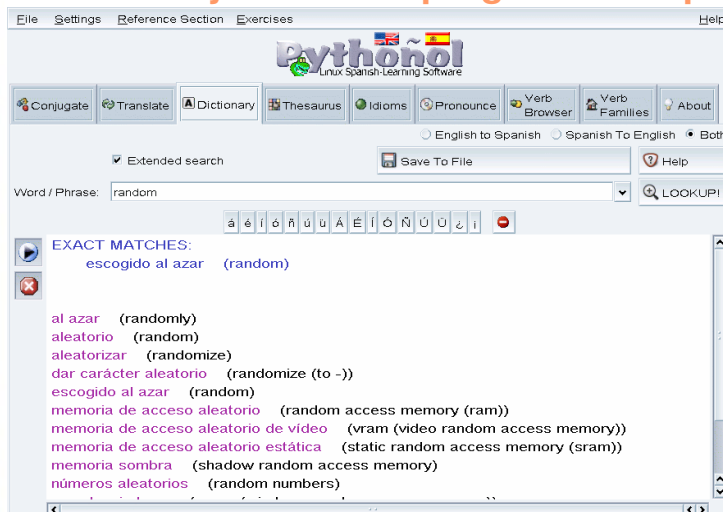 File Settings Reference Section Exercises Help
Pythoñol
Linux Spanish-Learning Software
Conjugate Translate Dictionary Thesaurus Idioms Pronounce Verb Browser Verb Families About
English to Spanish Spanish To English Both
Extended search Save To File Help
Word / Phrase: random LOOKUP!
á é í ó ñ ú ü Á É Í Ó Ñ Ú Ü ¿ ¡
EXACT MATCHES:
escogido al azar (random)
al azar (randomly)
aleatorio (random)
aleatorizar (randomize)
dar carácter aleatorio (randomize (to -))
escogido al azar (random)
memoria de acceso aleatorio (random access memory (ram))
memoria de acceso aleatorio de vídeo (vram (video random access memory))
memoria de acceso aleatorio estática (static random access memory (sram))
memoria sombra (shadow random access memory)
números aleatorios (random numbers)